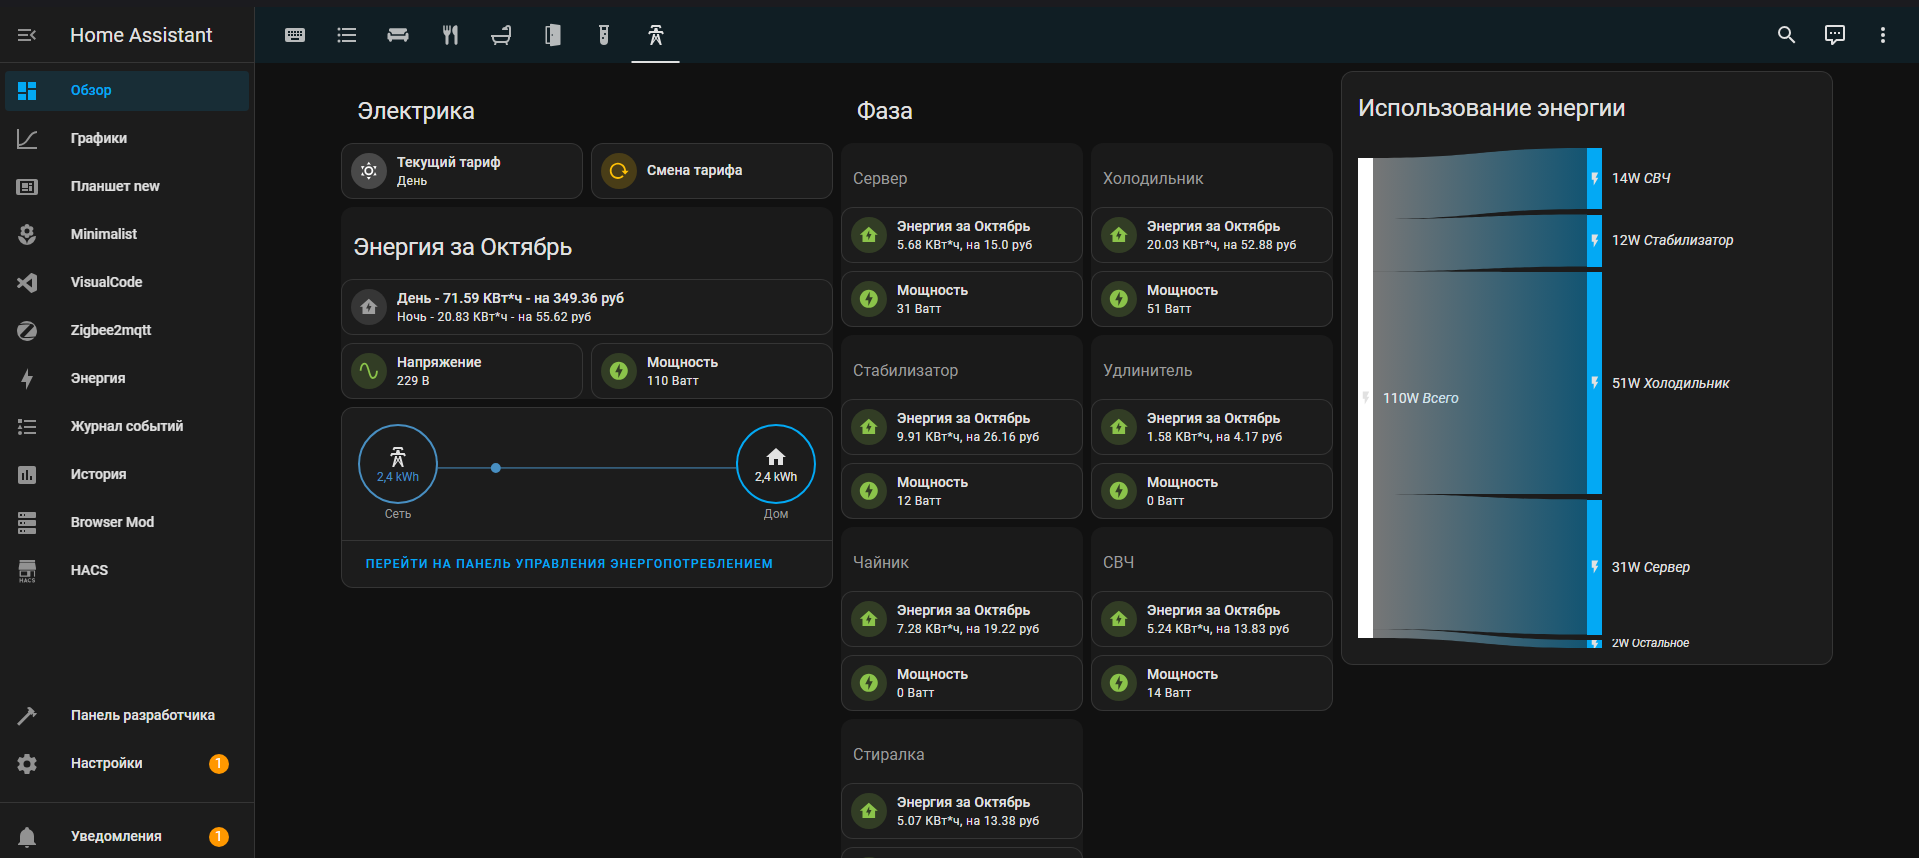 Home Assistant
Обзор
Графики
Планшет new
Minimalist
VisualCode
Zigbee2mqtt
Энергия
Журнал событий
История
Browser Mod
HACS
HACS
Панель разработчика
Настройки
1
Уведомления
1
Электрика
Текущий тариф
День
Смена тарифа
Энергия за Октябрь
День - 71.59 КВт*ч - на 349.36 руб
Ночь - 20.83 КВт*ч - на 55.62 руб
Напряжение
229 В
Мощность
110 Ватт
2,4 kWh
Сеть
2,4 kWh
Дом
ПЕРЕЙТИ НА ПАНЕЛЬ УПРАВЛЕНИЯ ЭНЕРГОПОТРЕБЛЕНИЕМ
Фаза
Сервер
Энергия за Октябрь
5.68 КВт*ч, на 15.0 руб
Мощность
31 Ватт
Холодильник
Энергия за Октябрь
20.03 КВт*ч, на 52.88 руб
Мощность
51 Ватт
Стабилизатор
Энергия за Октябрь
9.91 КВт*ч, на 26.16 руб
Мощность
12 Ватт
Удлинитель
Энергия за Октябрь
1.58 КВт*ч, на 4.17 руб
Мощность
0 Ватт
Чайник
Энергия за Октябрь
7.28 КВт*ч, на 19.22 руб
Мощность
0 Ватт
СВЧ
Энергия за Октябрь
5.24 КВт*ч, на 13.83 руб
Мощность
14 Ватт
Стиралка
Энергия за Октябрь
5.07 КВт*ч, на 13.38 руб
Использование энергии
110W Всего
14W СВЧ
12W Стабилизатор
51W Холодильник
31W Сервер
2W Остальное